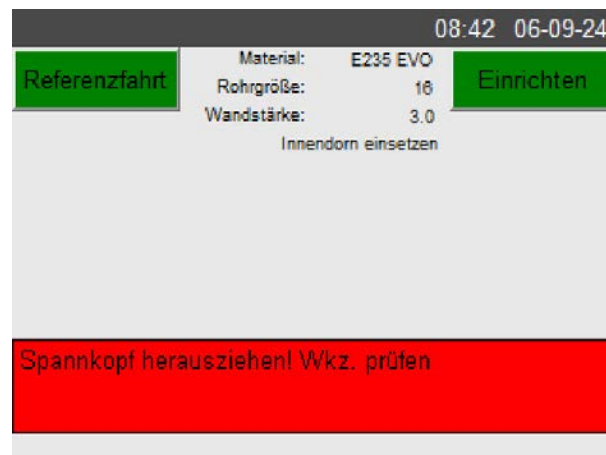 08:42 06-09-24
Referenzfahrt
Material: E235 EVO
Rohrgröße: 16
Wandstärke: 3.0
Innendorn einsetzen
Einrichten
Spannkopf herausziehen! Wkz. prüfen